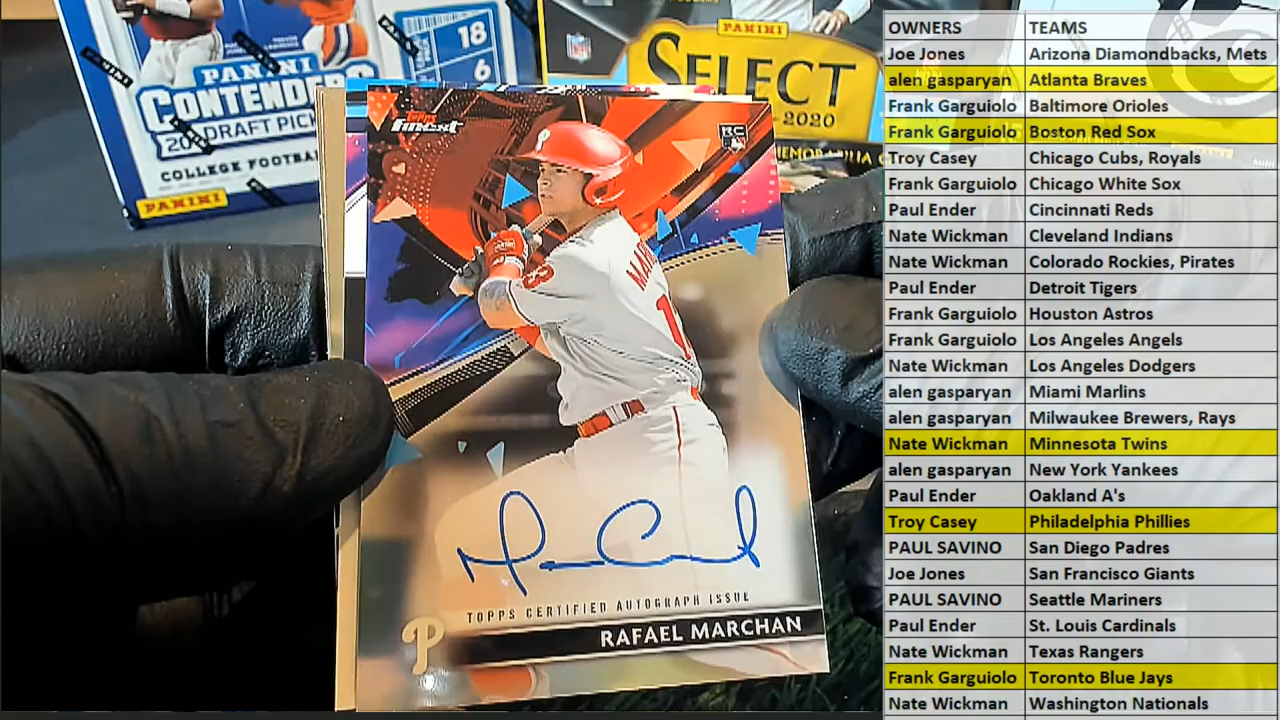 PANINI
CONTENDERS
DRAFT PICK
COLLEGE FOOTBA
PANINI
18
6
PANINI
SELECT
-2020
MEMORABILIA
Topps
finest
RC
P
MAR
1
TOPPS CERTIFIED AUTOGRAPH ISSUE
RAFAEL MARCHAN
P
OWNERS TEAMS
Joe Jones Arizona Diamondbacks, Mets
alen gasparyan Atlanta Braves
Frank Garguiolo Baltimore Orioles
Frank Garguiolo Boston Red Sox
Troy Casey Chicago Cubs, Royals
Frank Garguiolo Chicago White Sox
Paul Ender Cincinnati Reds
Nate Wickman Cleveland Indians
Nate Wickman Colorado Rockies, Pirates
Paul Ender Detroit Tigers
Frank Garguiolo Houston Astros
Frank Garguiolo Los Angeles Angels
Nate Wickman Los Angeles Dodgers
alen gasparyan Miami Marlins
alen gasparyan Milwaukee Brewers, Rays
Nate Wickman Minnesota Twins
alen gasparyan New York Yankees
Paul Ender Oakland A's
Troy Casey Philadelphia Phillies
PAUL SAVINO San Diego Padres
Joe Jones San Francisco Giants
PAUL SAVINO Seattle Mariners
Paul Ender St. Louis Cardinals
Nate Wickman Texas Rangers
Frank Garguiolo Toronto Blue Jays
Nate Wickman Washington Nationals